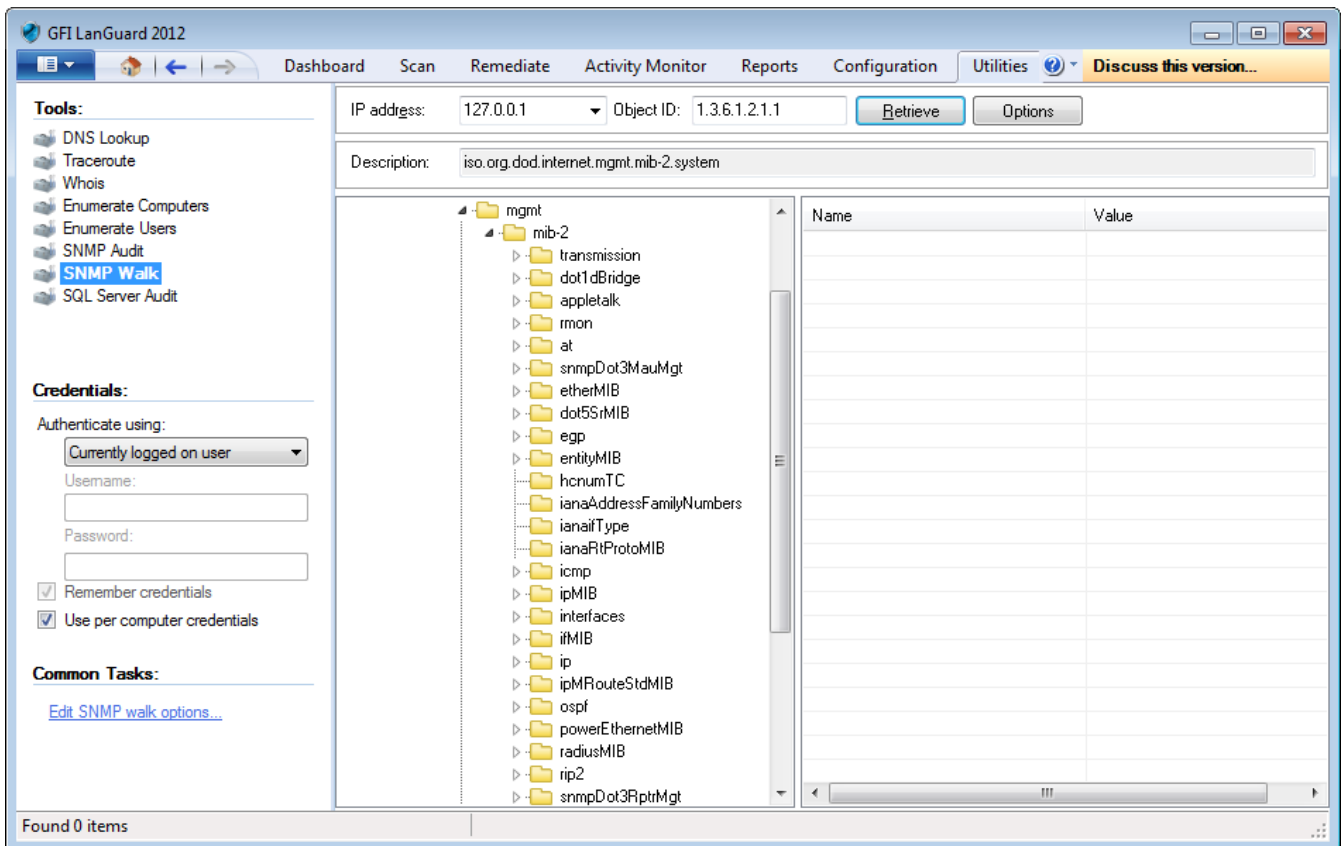 GFI LanGuard 2012
Dashboard Scan Remediate Activity Monitor Reports Configuration Utilities Discuss this version...
Tools:
DNS Lookup
Traceroute
Whois
Enumerate Computers
Enumerate Users
SNMP Audit
SNMP Walk
SQL Server Audit
Credentials:
Authenticate using:
Currently logged on user
Username:
Password:
Remember credentials
Use per computer credentials
Common Tasks:
Edit SNMP walk options...
IP address: 127.0.0.1 Object ID: 1.3.6.1.2.1.1 Retrieve Options
Description: iso.org.dod.internet.mgmt.mib-2.system
mgmt
mib-2
transmission
dot1dBridge
appletalk
rmon
at
snmpDot3MauMgt
etherMIB
dot5SrMIB
egp
entityMIB
hcnumTC
ianaAddressFamilyNumbers
ianaifType
ianaRtProtoMIB
icmp
ipMIB
interfaces
ifMIB
ip
ipMRouteStdMIB
ospf
powerEthernetMIB
radiusMIB
rip2
snmpDot3RptrMgt
Name Value
Found 0 items